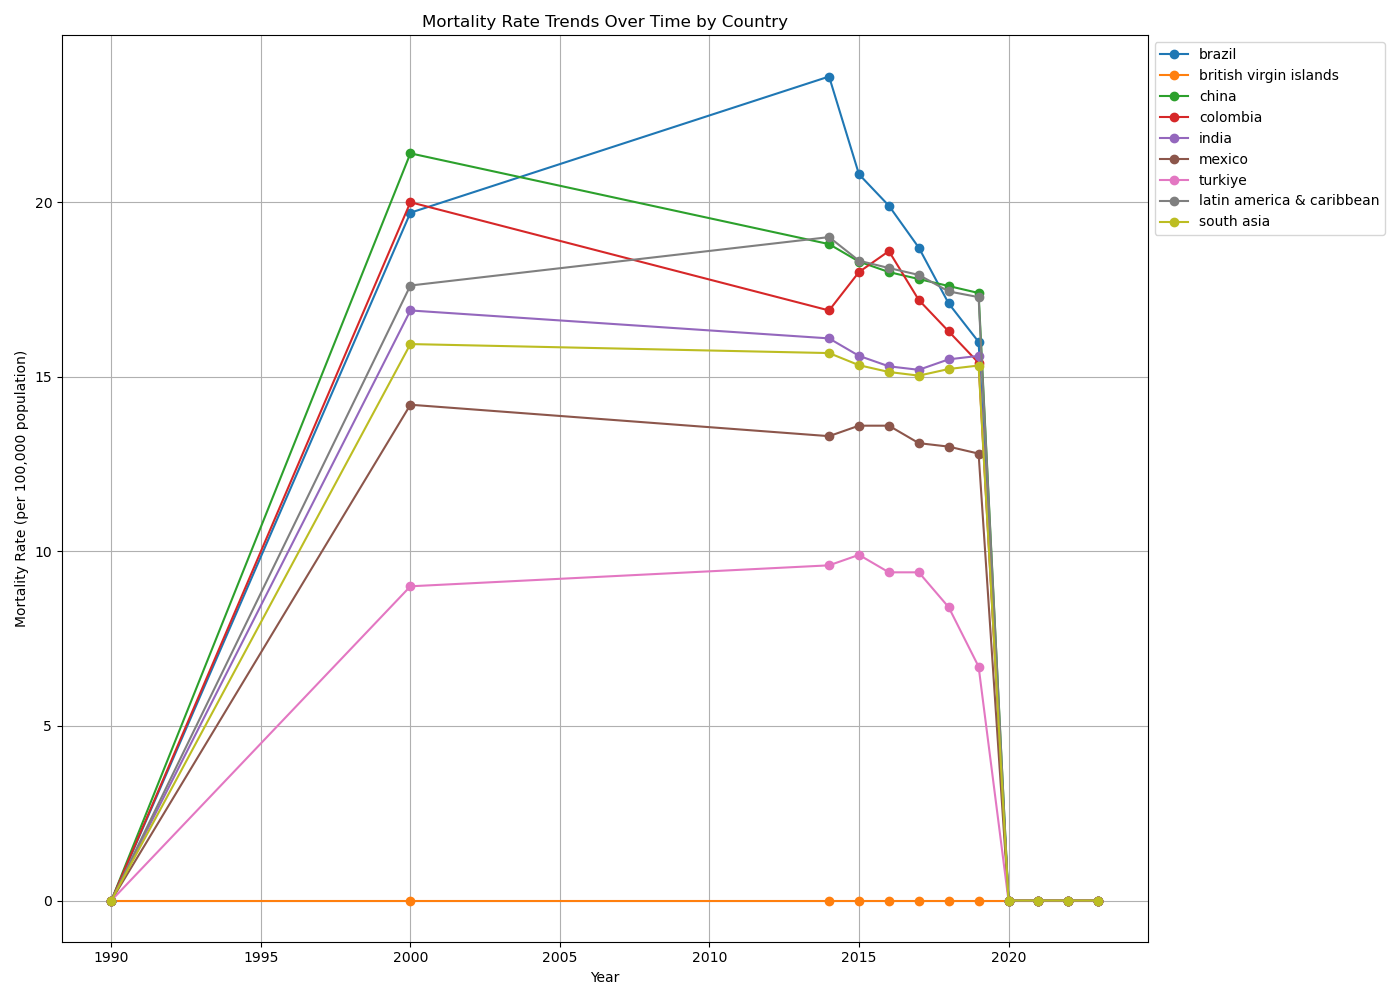 Mortality Rate Trends Over Time by Country
brazil
british virgin islands
china
colombia
india
mexico
turkiye
latin america & caribbean
south asia
Mortality Rate (per 100,000 population)
20
15
10
5
0
1990
1995
2000
2005
2010
2015
2020
Year